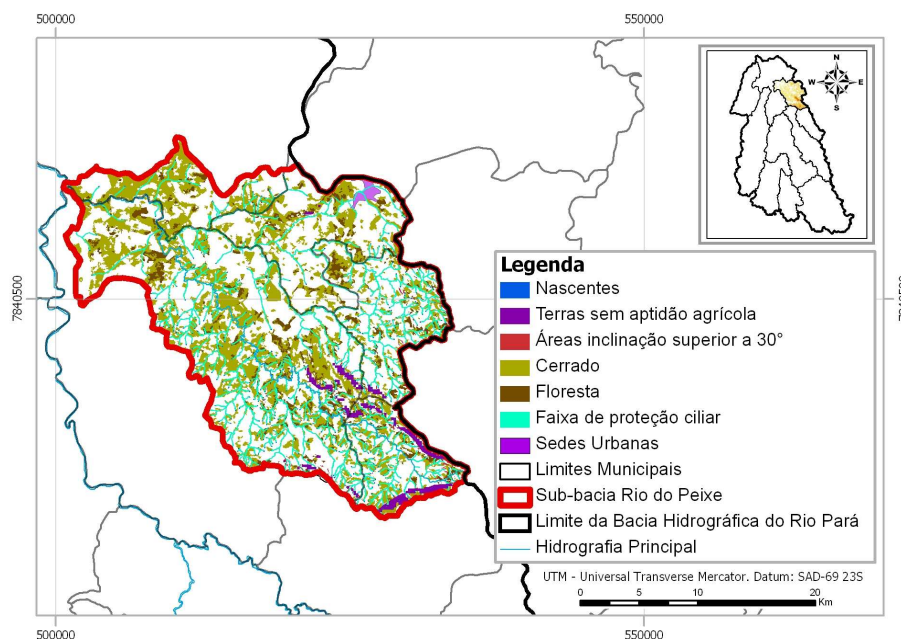 500000
550000
N
W
E
S
7840500
7840500
Legenda
Nascentes
Terras sem aptidão agrícola
Áreas inclinação superior a 30°
Cerrado
Floresta
Faixa de proteção ciliar
Sedes Urbanas
Limites Municipais
Sub-bacia Rio do Peixe
Limite da Bacia Hidrográfica do Rio Pará
Hidrografia Principal
UTM - Universal Transverse Mercator. Datum: SAD-69 23S
0
5
10
15
20
Km
500000
550000